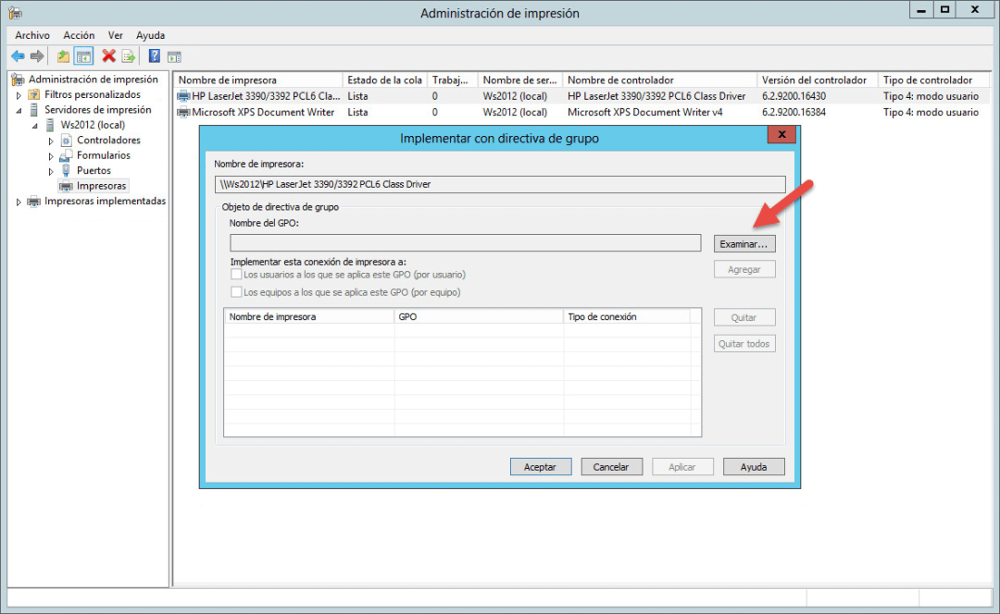 Administración de impresión
Archivo Acción Ver Ayuda
Administración de impresión
Filtros personalizados
Servidores de impresión
Ws2012 (local)
Controladores
Formularios
Puertos
Impresoras
Impresoras implementadas
Nombre de impresora Estado de la cola Trabaj... Nombre de ser... Nombre de controlador Versión del controlador Tipo de controlador
HP LaserJet 3390/3392 PCL6 Cla... Lista 0 Ws2012 (local) HP LaserJet 3390/3392 PCL6 Class Driver 6.2.9200.16430 Tipo 4: modo usuario
Microsoft XPS Document Writer Lista 0 Ws2012 (local) Microsoft XPS Document Writer v4 6.2.9200.16384 Tipo 4: modo usuario
Implementar con directiva de grupo
Nombre de impresora:
\\Ws2012\HP LaserJet 3390/3392 PCL6 Class Driver
Objeto de directiva de grupo
Nombre del GPO:
Examinar...
Implementar esta conexión de impresora a:
Los usuarios a los que se aplica este GPO (por usuario)
Agregar
Los equipos a los que se aplica este GPO (por equipo)
Nombre de impresora GPO Tipo de conexión
Quitar
Quitar todos
Aceptar Cancelar Aplicar Ayuda